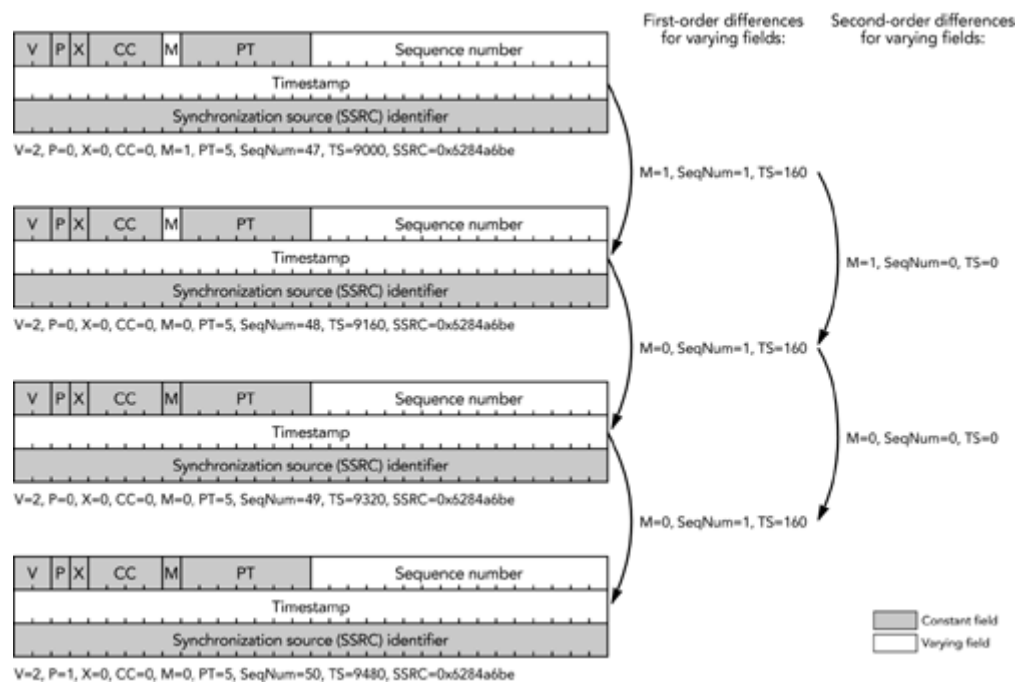 First-order differences
for varying fields:
Second-order differences
for varying fields:
V P X CC M PT Sequence number
Timestamp
Synchronization source (SSRC) identifier
V=2, P=0, X=0, CC=0, M=1, PT=5, SeqNum=47, TS=9000, SSRC=0x6284a6be
M=1, SeqNum=1, TS=160
V P X CC M PT Sequence number
Timestamp
Synchronization source (SSRC) identifier
V=2, P=0, X=0, CC=0, M=0, PT=5, SeqNum=48, TS=9160, SSRC=0x6284a6be
M=1, SeqNum=0, TS=0
M=0, SeqNum=1, TS=160
V P X CC M PT Sequence number
Timestamp
Synchronization source (SSRC) identifier
V=2, P=0, X=0, CC=0, M=0, PT=5, SeqNum=49, TS=9320, SSRC=0x6284a6be
M=0, SeqNum=0, TS=0
M=0, SeqNum=1, TS=160
V P X CC M PT Sequence number
Timestamp
Synchronization source (SSRC) identifier
V=2, P=1, X=0, CC=0, M=0, PT=5, SeqNum=50, TS=9480, SSRC=0x6284a6be
Constant field
Varying field